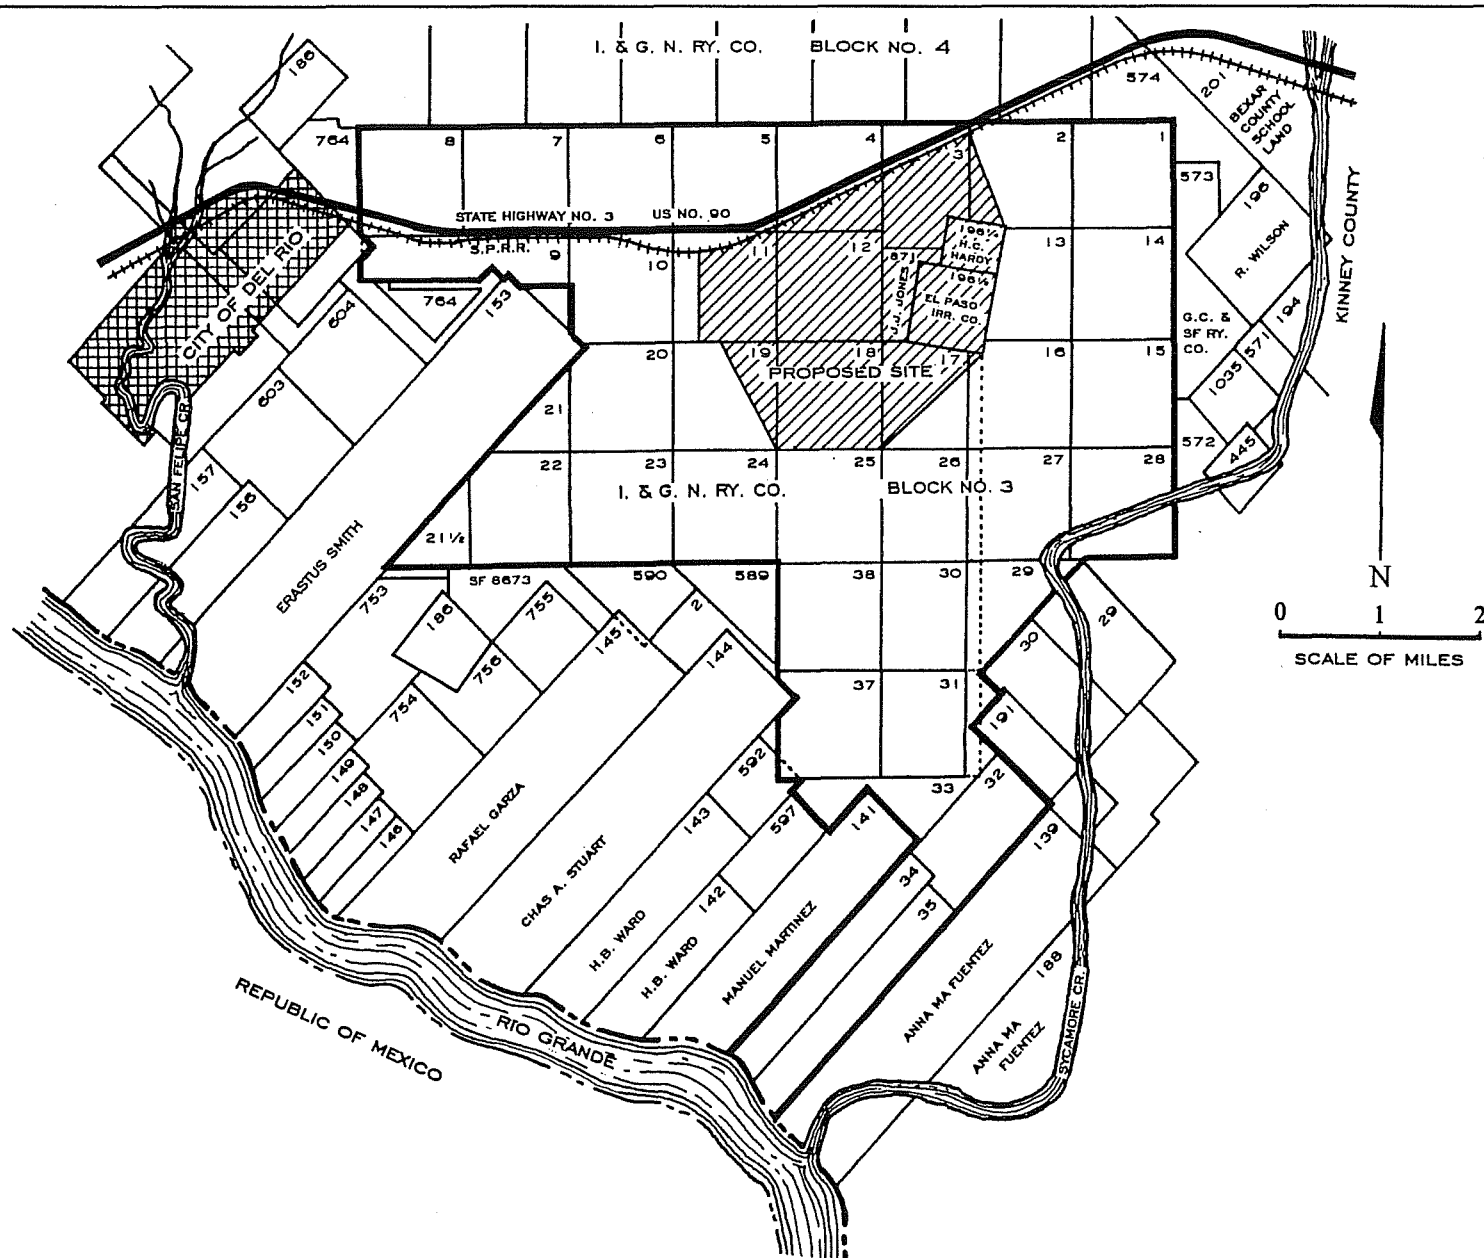 I. & G. N. RY. CO. BLOCK NO. 4
186
574
201
BEXAR
COUNTY
SCHOOL
LAND
764
8
7
6
5
4
3
2
1
573
196
R. WILSON
KINNEY COUNTY
STATE HIGHWAY NO. 3 US NO. 90
S.P.R.R.
9
10
11
12
13
14
196½
H.C.
HARDY
196¼
EL PASO
IRR. CO.
JONES
CITY OF DEL RIO
604
764
153
G.C. &
SF RY.
CO.
194
571
1035
20
19
18
17
16
15
PROPOSED SITE
603
21
572
445
SAN FELIPE CR.
157
156
22
23
24
25
26
27
28
I. & G. N. RY. CO. BLOCK NO. 3
21½
ERASTUS SMITH
753
SF 8673
590
589
38
30
29
N
0 1 2
SCALE OF MILES
186
755
756
754
2
145
144
30
29
152
151
150
149
148
147
146
37
31
191
592
33
32
RAFAEL GARZA
143
597
141
139
CHAS A. STUART
142
34
35
H.B. WARD
H.B. WARD
MANUEL MARTINEZ
ANNA MA FUENTEZ
188
ANNA MA
FUENTEZ
SYCAMORE CR.
REPUBLIC OF MEXICO
RIO GRANDE